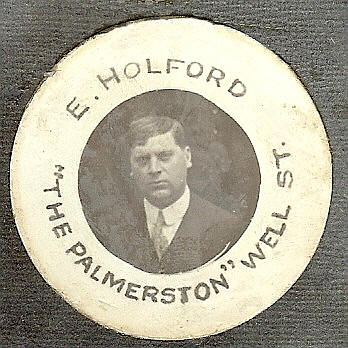 E. HOLFORD
"THE PALMERSTON" WELL ST.